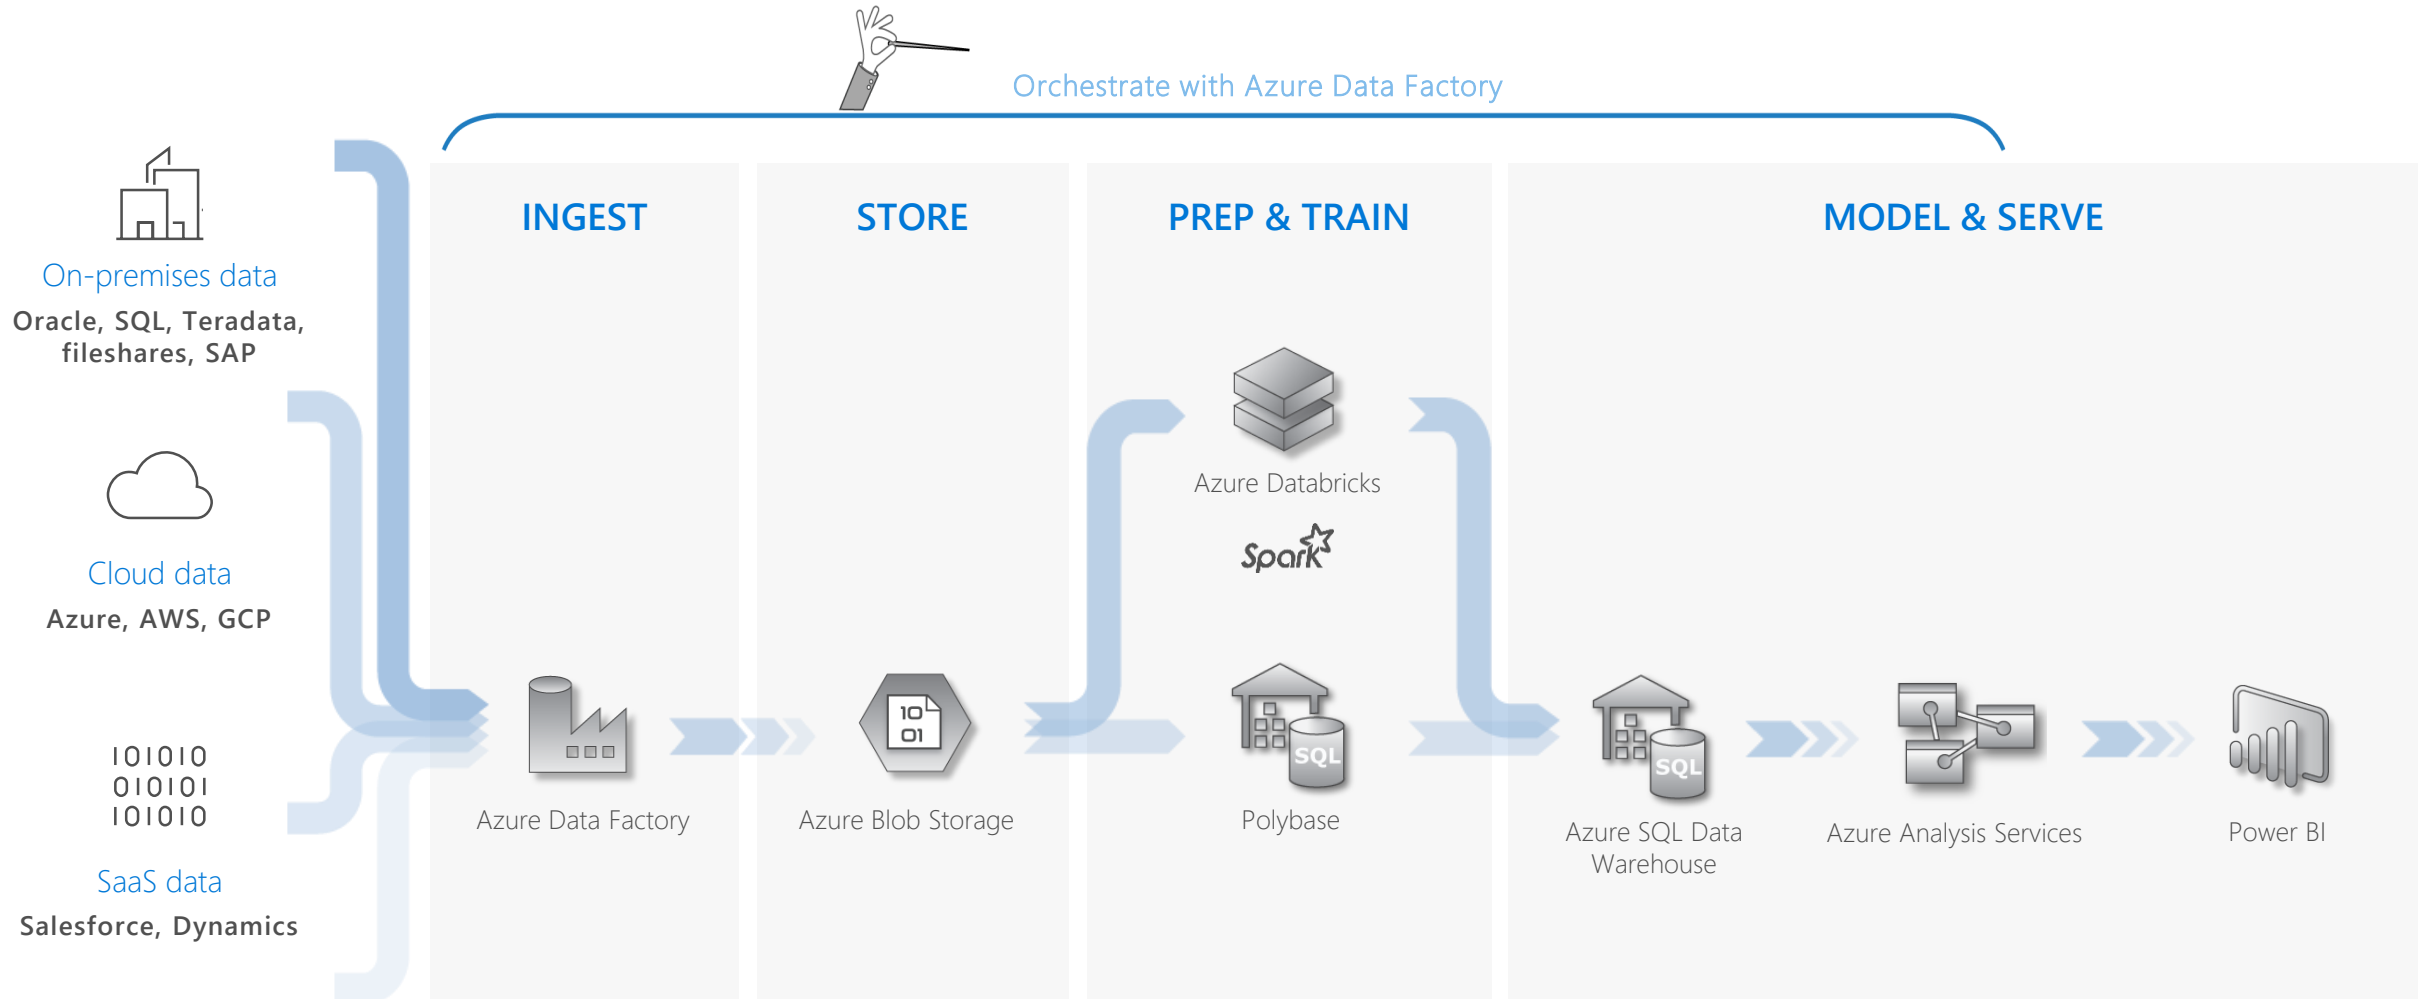 Orchestrate with Azure Data Factory
INGEST
STORE
PREP & TRAIN
MODEL & SERVE
On-premises data
Oracle, SQL, Teradata,
fileshares, SAP
Cloud data
Azure, AWS, GCP
101010
010101
101010
SaaS data
Salesforce, Dynamics
Azure Data Factory
10
01
Azure Blob Storage
Azure Databricks
Spark
SQL
Polybase
SQL
Azure SQL Data
Warehouse
Azure Analysis Services
Power BI